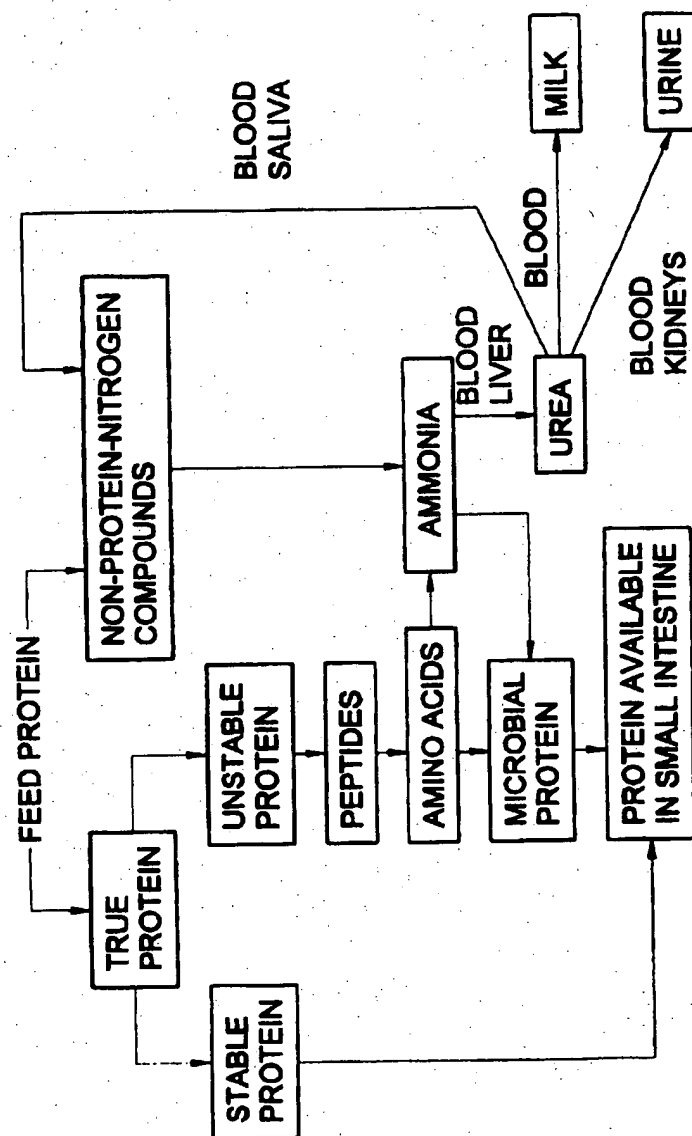 FEED PROTEIN
TRUE
PROTEIN
NON-PROTEIN-NITROGEN
COMPOUNDS
BLOOD
SALIVA
STABLE
PROTEIN
UNSTABLE
PROTEIN
PEPTIDES
AMINO ACIDS
AMMONIA
BLOOD
LIVER
MICROBIAL
PROTEIN
UREA
BLOOD
MILK
PROTEIN AVAILABLE
IN SMALL INTESTINE
BLOOD
KIDNEYS
URINE